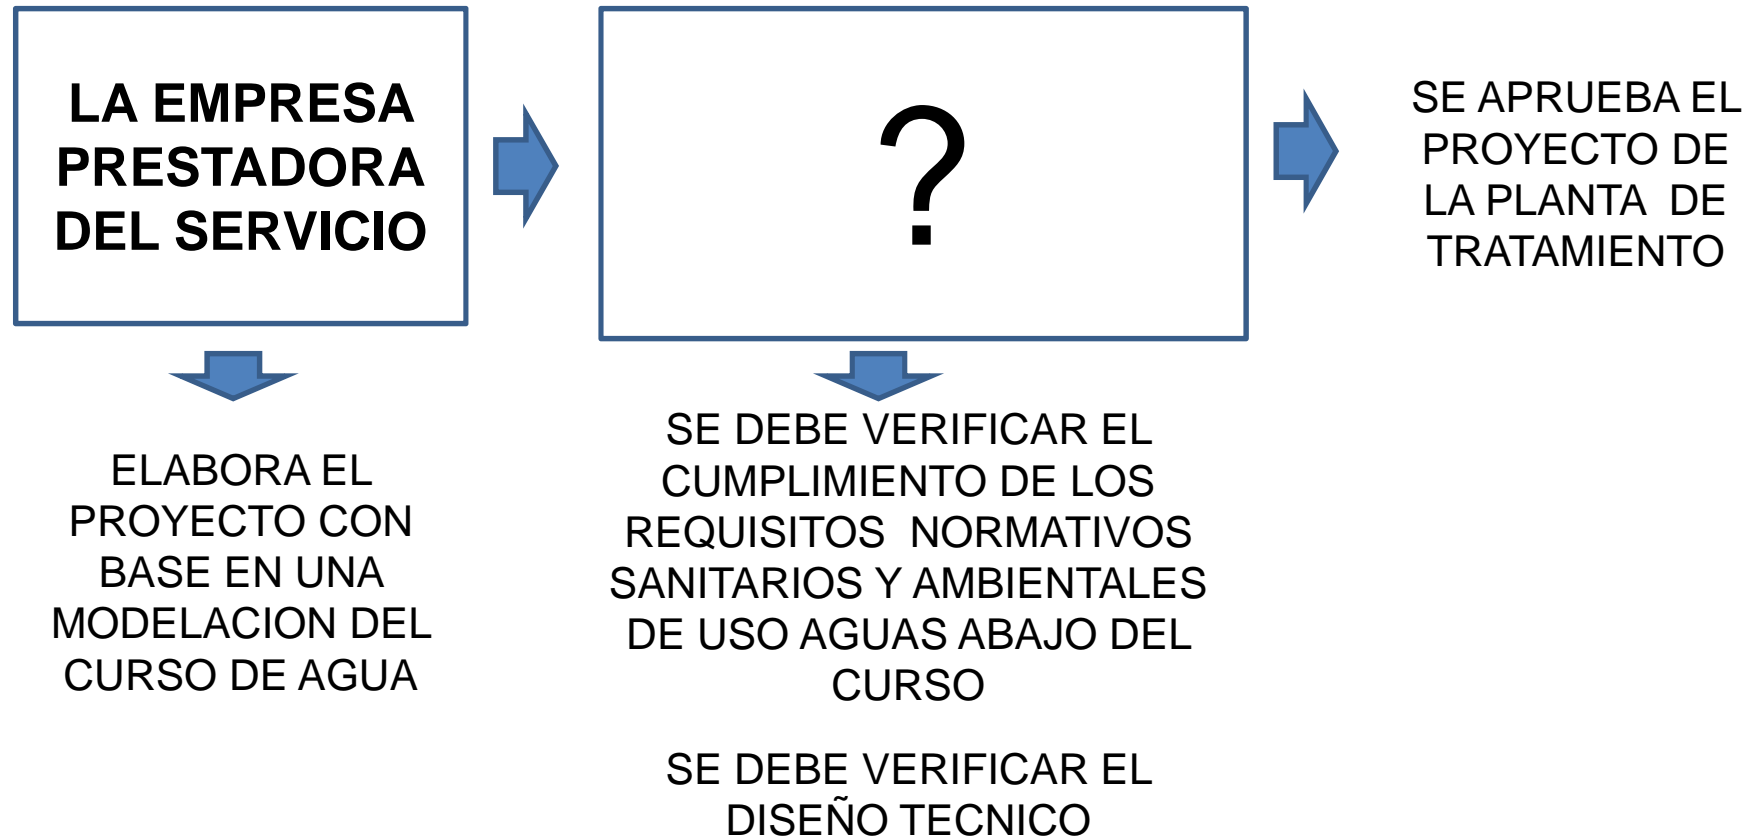 LA EMPRESA
PRESTADORA
DEL SERVICIO
?
SE APRUEBA EL
PROYECTO DE
LA PLANTA DE
TRATAMIENTO
ELABORA EL
PROYECTO CON
BASE EN UNA
MODELACION DEL
CURSO DE AGUA
SE DEBE VERIFICAR EL
CUMPLIMIENTO DE LOS
REQUISITOS NORMATIVOS
SANITARIOS Y AMBIENTALES
DE USO AGUAS ABAJO DEL
CURSO
SE DEBE VERIFICAR EL
DISEÑO TECNICO